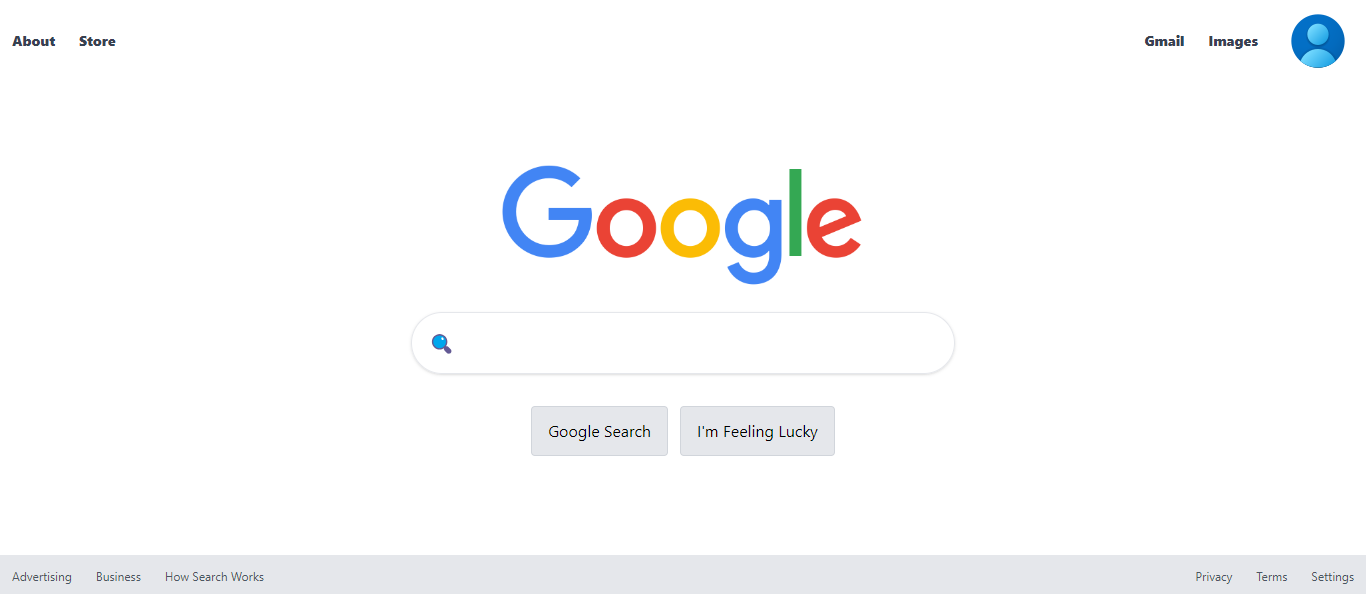 About Store Gmail Images
Google
Google Search I'm Feeling Lucky
Advertising Business How Search Works Privacy Terms Settings